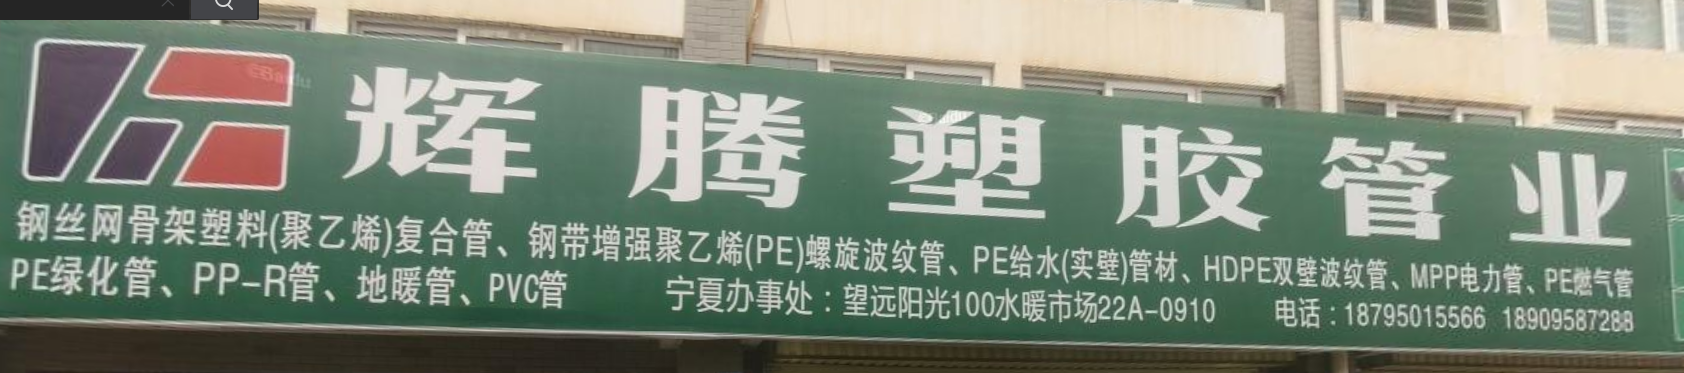 ©Baidu
辉腾塑胶管业
钢丝网骨架塑料(聚乙烯)复合管、钢带增强聚乙烯(PE)螺旋波纹管、PE给水(实壁)管材、HDPE双壁波纹管、MPP电力管、PE燃气管
PE绿化管、PP-R管、地暖管、PVC管 宁夏办事处：望远阳光100水暖市场22A-0910 电话：18795015566 18909587288